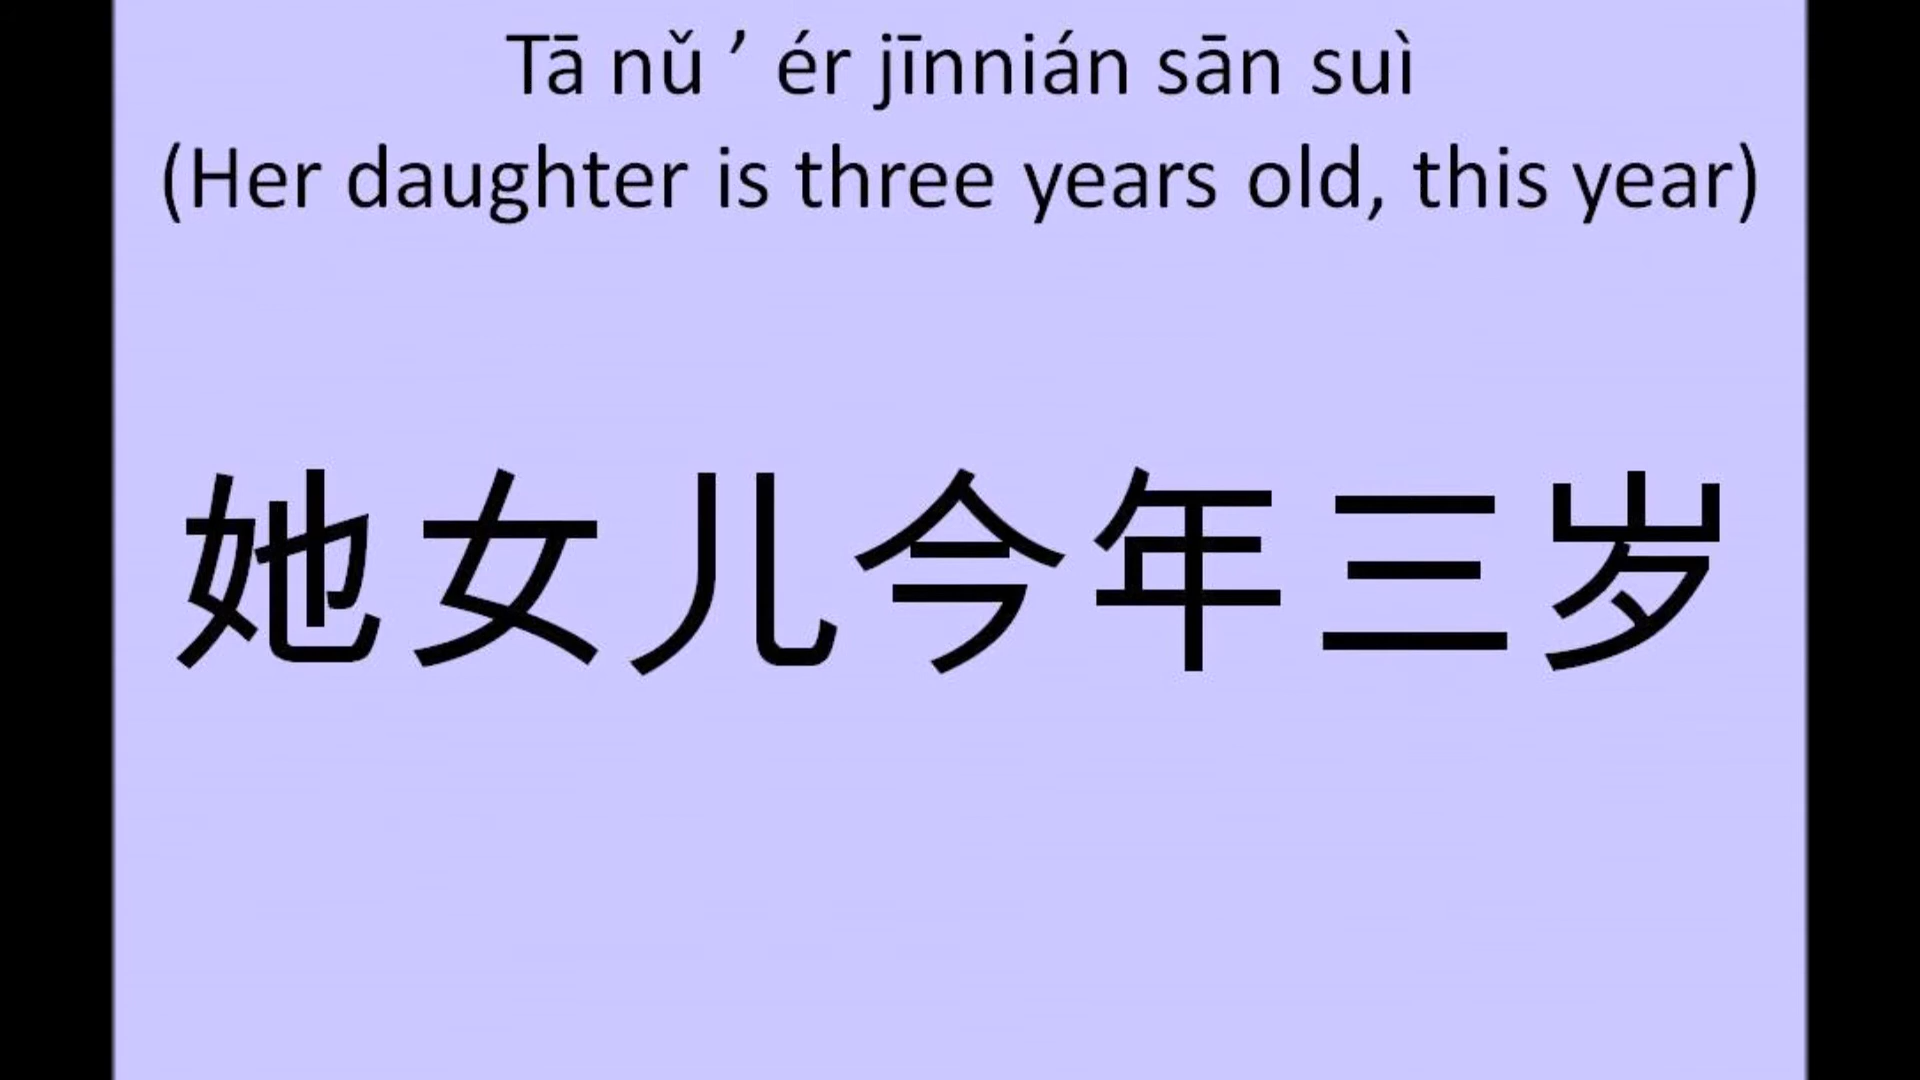 Tā nǔ ’ ér jīnnián sān suì
(Her daughter is three years old, this year)
她女儿今年三岁